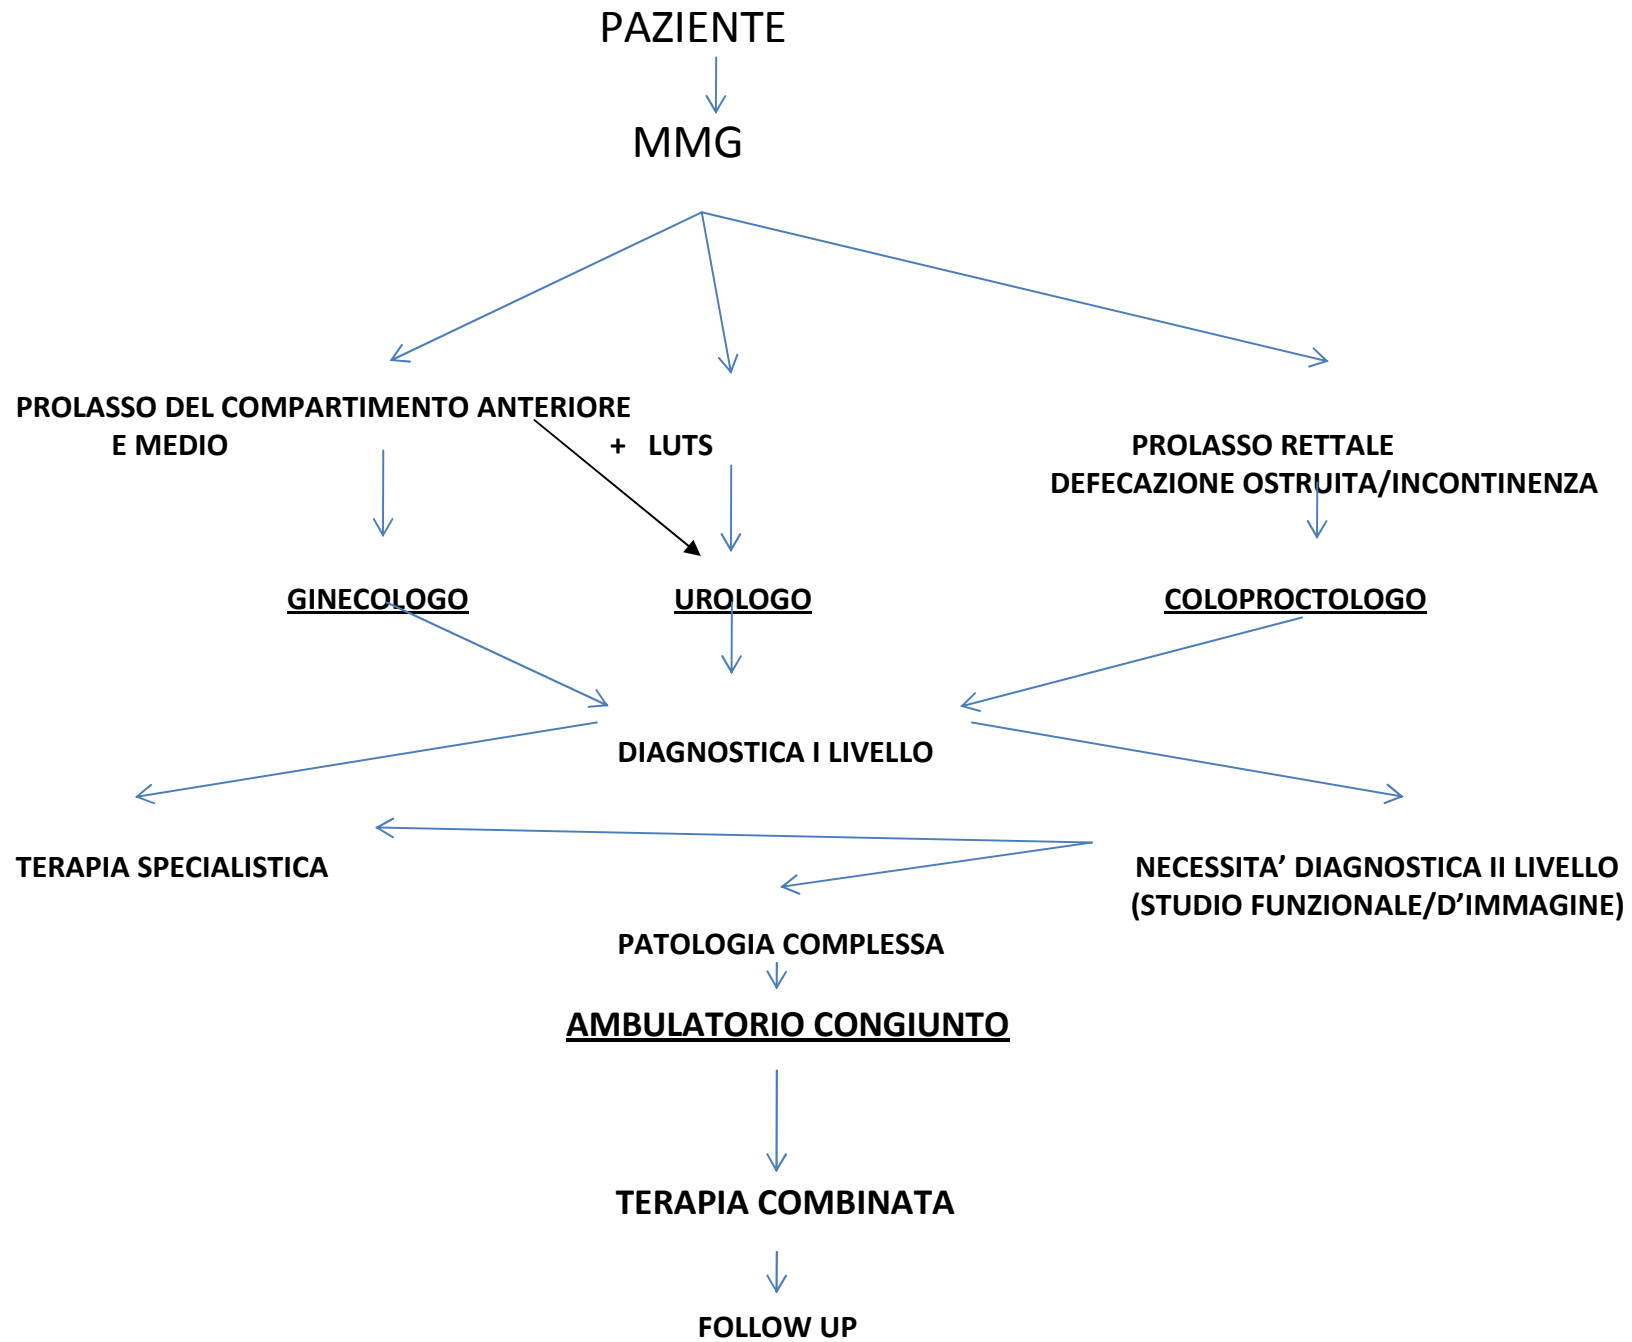 PAZIENTE
MMG
PROLASSO DEL COMPARTIMENTO ANTERIORE
E MEDIO
+ LUTS
PROLASSO RETTALE
DEFECAZIONE OSTRUITA/INCONTINENZA
GINECOLOGO
UROLOGO
COLOPROCTOLOGO
DIAGNOSTICA I LIVELLO
TERAPIA SPECIALISTICA
NECESSITA’ DIAGNOSTICA II LIVELLO
(STUDIO FUNZIONALE/D’IMMAGINE)
PATOLOGIA COMPLESSA
AMBULATORIO CONGIUNTO
TERAPIA COMBINATA
FOLLOW UP